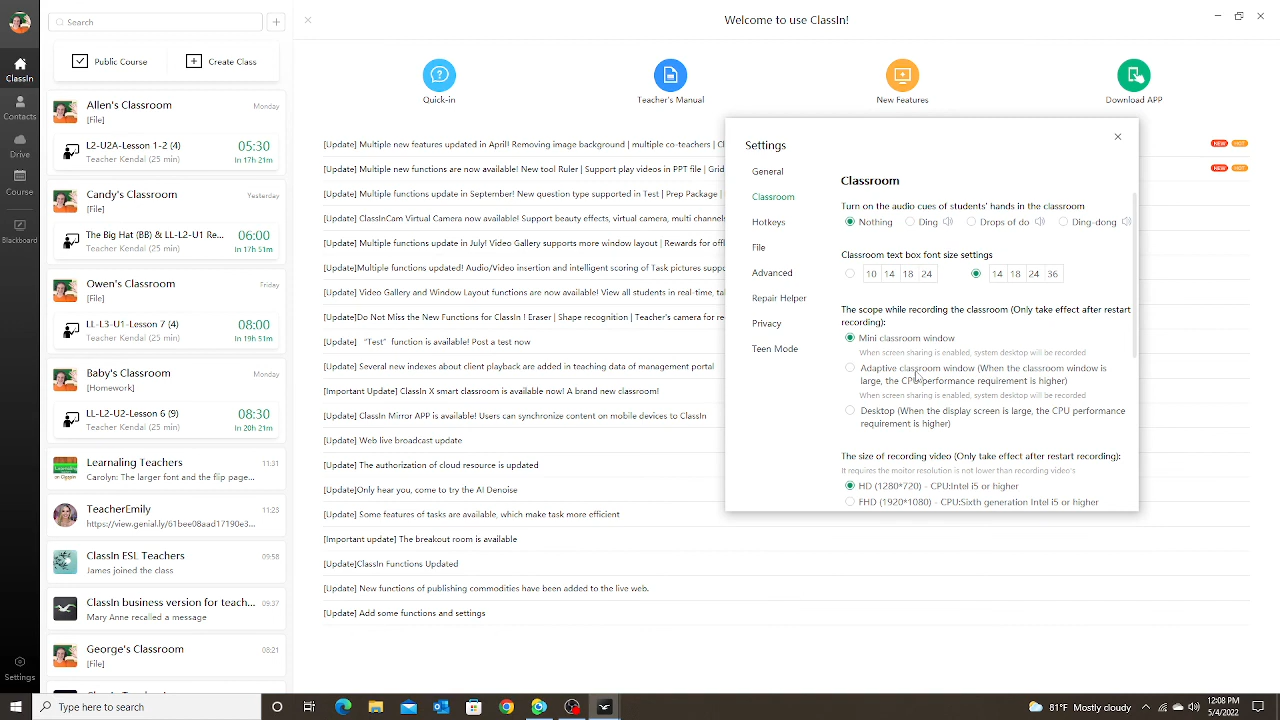 Search
Public Course
Create Class
ClassIn
Contacts
Drive
Course
Blackboard
Settings
Allen's Classroom
Monday
[File]
L2-U2A-Lesson 1-2 (4)
05:30
Teacher Kendal (25 min)
In 17h 21m
Candy's Classroom
Yesterday
[File]
The Big Hat (BB) & LL-L2-U1 Re...
06:00
Teacher Kendal (25 min)
In 17h 51m
Owen's Classroom
Friday
[File]
LL-L3-U1-Lesson 7 (4)
08:00
Teacher Kendal (25 min)
In 19h 51m
Baby's Classroom
Monday
[Homework]
LL-L2-U2-Lesson 6 (9)
08:30
Teacher Kendal (25 min)
In 20h 21m
Learnaling Teachers
11:31
Carolyn: The larger font and the flip page...
TeacherEmily
11:23
https://view.genial.ly/61bee08aad17190e3...
ClassIn ESL Teachers
09:58
James joined the class
ClassIn business version for teach...
09:37
Mary Anne recalled a message
George's Classroom
08:21
[File]
Welcome to use ClassIn!
Quick-in
Teacher's Manual
New Features
Download APP
[Update] Multiple new features updated in April! Removing image background | multiple co-teachers | Cl
NEW HOT
[Update] Multiple new functions are now available! New tool Ruler | Support play videos in PPT file | Grid
NEW HOT
[Update] Multiple functions update in September! New question type supported in Test | Prep Package |
[Update] ClassInCam Virtual Camera now available! Support beauty effects, virtual camera, multi channels
[Update] Multiple functions update in July! Video Gallery supports more window layout | Rewards for offl
[Update]Multiple functions updated! Audio/Video insertion and intelligent scoring of Task pictures suppo
[Update] Video Gallery and Window Layout functions are now available! View all students in real-time, tal
[Update]Do Not Miss the New Functions for ClassIn ! Eraser | Shape recognition | Teacher's camera for re
[Update] “Test” function is available! Post a test now
[Update] Several new indexes about client playback are added in teaching data of management portal
[Important Update] ClassIn X smart classroom is available now! A brand new classroom!
[Update] ClassIn Mirror APP is available! Users can synchronize content on mobile devices to ClassIn
[Update] Web live broadcast update
[Update] The authorization of cloud resource is updated
[Update]Only hear you, come to try the AI Denoise
[Update] Some features of tasks are available, which make task more efficient
[Important update] The breakout room is available
[Update]ClassIn Functions Updated
[Update] New functions of publishing commodities have been added to the live web.
[Update] Add some functions and settings
Settings
General
Classroom
Hotkeys
File
Advanced
Repair Helper
Privacy
Teen Mode
Classroom
Turn on the audio cues of students' hands in the classroom
Nothing Ding Drops of do Ding-dong
Classroom text box font size settings
10 14 18 24 14 18 24 36
The scope while recording the classroom (Only take effect after restart
recording):
Mini classroom window
When screen sharing is enabled, system desktop will be recorded
Adaptive classroom window (When the classroom window is
large, the CPU performance requirement is higher)
When screen sharing is enabled, system desktop will be recorded
Desktop (When the display screen is large, the CPU performance
requirement is higher)
The size of recording video (Only take effect after restart recording):
It requires the moitor resolution is not lower than recording video's
HD (1280*720) - CPU:Intel i5 or higher
FHD (1920*1080) - CPU:Sixth generation Intel i5 or higher
Type here to search
81°F Mostly cloudy
12:08 PM
5/4/2022